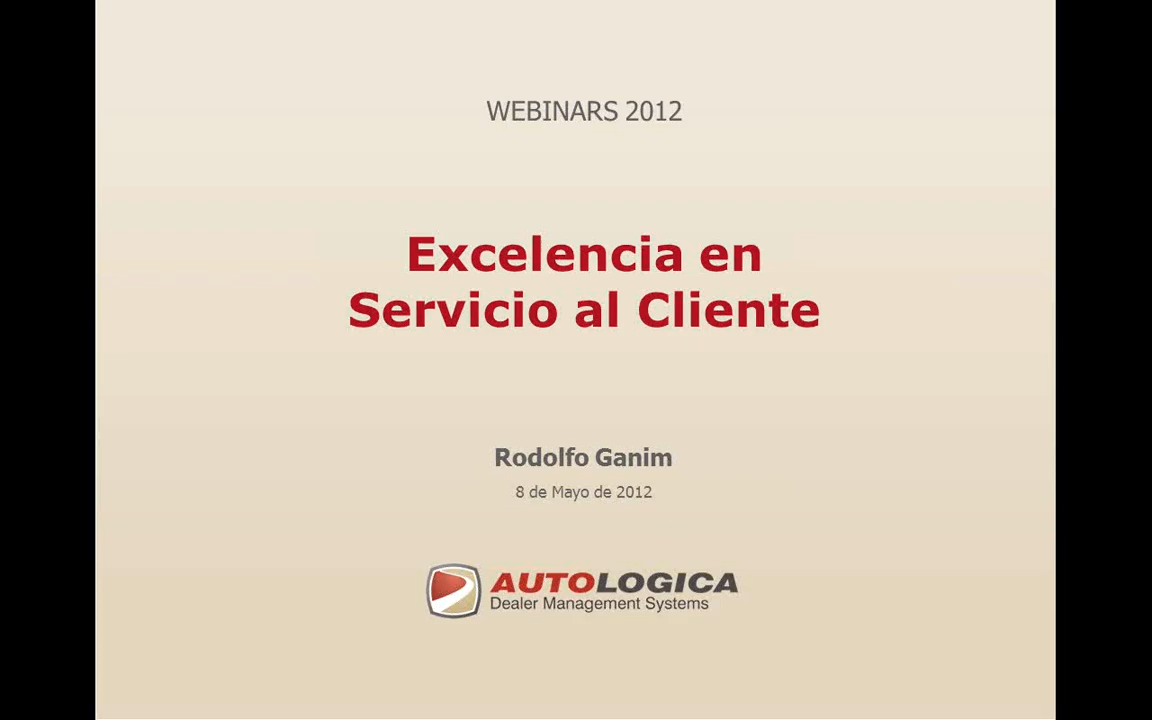 WEBINARS 2012
Excelencia en
Servicio al Cliente
Rodolfo Ganim
8 de Mayo de 2012
AUTOLOGICA
Dealer Management Systems